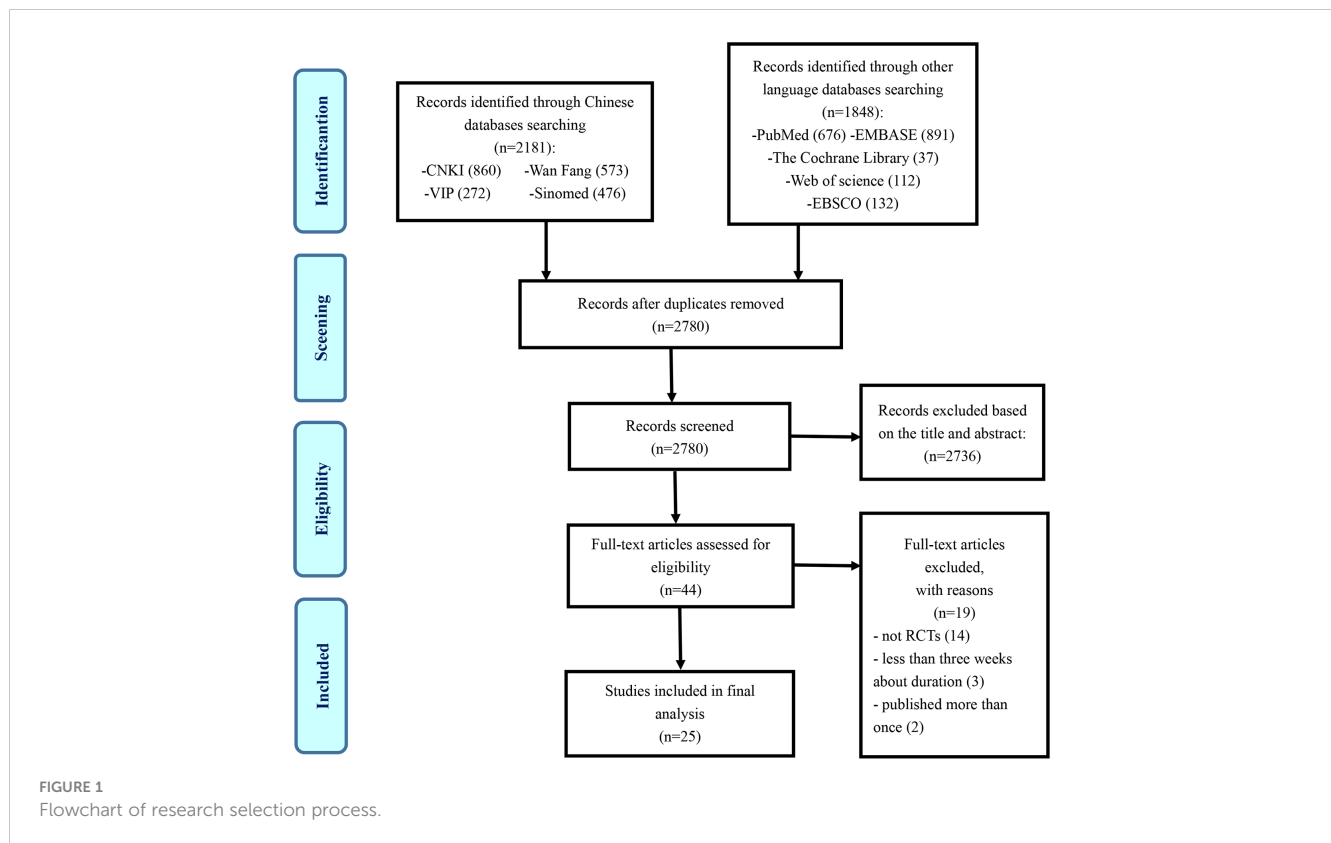 Identificantion
Records identified through Chinese
databases searching
(n=2181):
-CNKI (860) -Wan Fang (573)
-VIP (272) -Sinomed (476)
Records identified through other
language databases searching
(n=1848):
-PubMed (676) -EMBASE (891)
-The Cochrane Library (37)
-Web of science (112)
-EBSCO (132)
Sceening
Records after duplicates removed
(n=2780)
Records screened
(n=2780)
Records excluded based
on the title and abstract:
(n=2736)
Eligibility
Full-text articles assessed for
eligibility
(n=44)
Full-text articles
excluded,
with reasons
(n=19)
- not RCTs (14)
- less than three weeks
about duration (3)
- published more than
once (2)
Included
Studies included in final
analysis
(n=25)
FIGURE 1
Flowchart of research selection process.